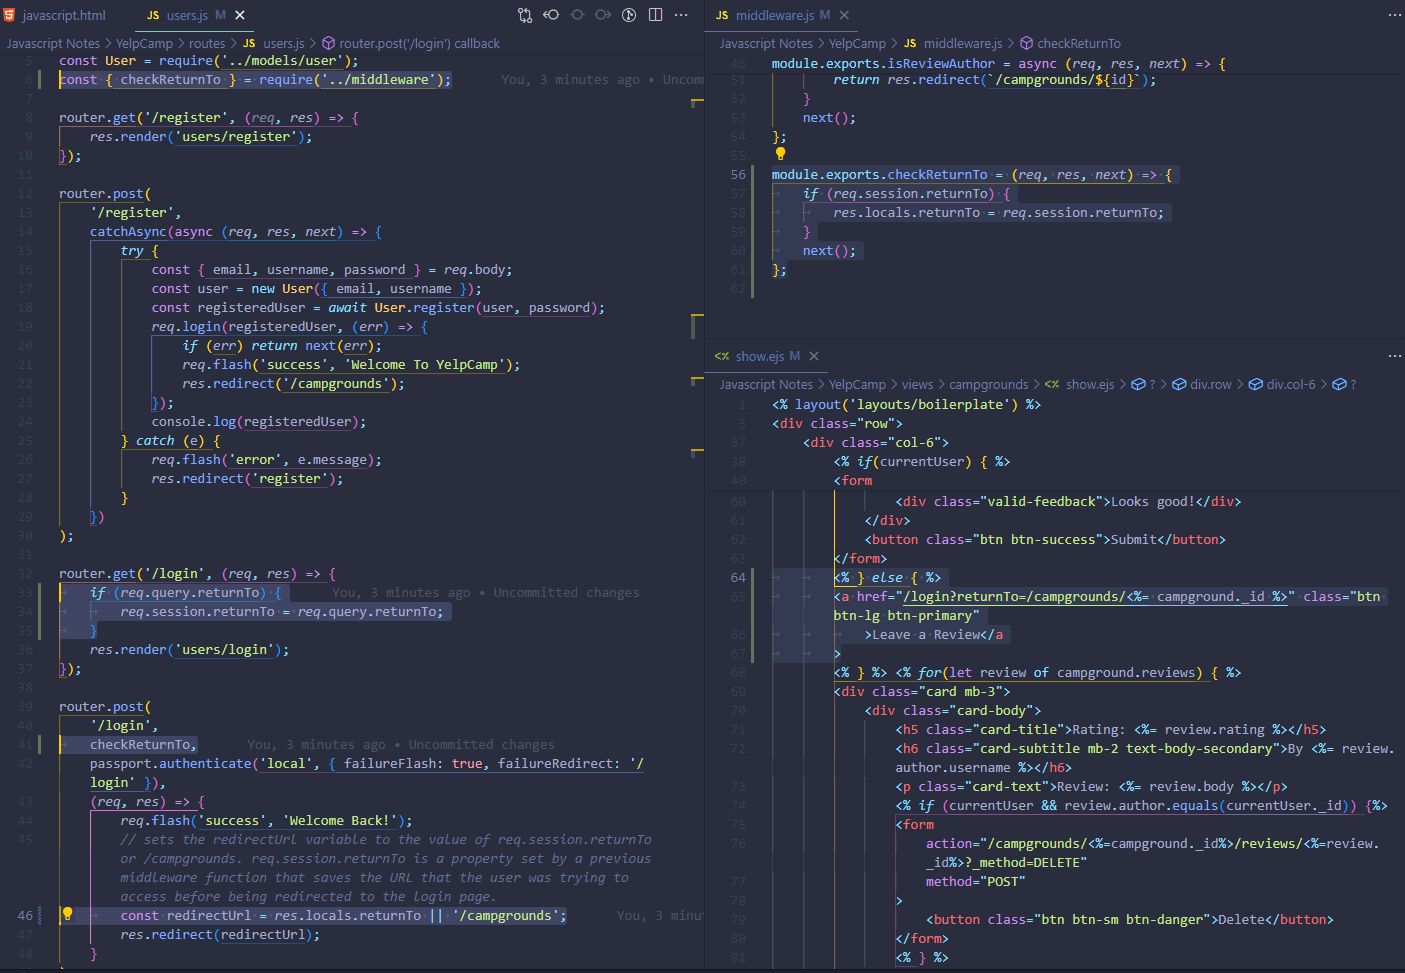 javascript.html
JS users.js M ×
Javascript Notes > YelpCamp > routes > JS users.js > router.post('/login') callback
5 const User = require('../models/user');
6 const { checkReturnTo } = require('../middleware'); You, 3 minutes ago • Uncomm
7
8 router.get('/register', (req, res) => {
9 res.render('users/register');
10 });
11
12 router.post(
13 '/register',
14 catchAsync(async (req, res, next) => {
15 try {
16 const { email, username, password } = req.body;
17 const user = new User({ email, username });
18 const registeredUser = await User.register(user, password);
19 req.login(registeredUser, (err) => {
20 if (err) return next(err);
21 req.flash('success', 'Welcome To YelpCamp');
22 res.redirect('/campgrounds');
23 });
24 console.log(registeredUser);
25 } catch (e) {
26 req.flash('error', e.message);
27 res.redirect('register');
28 }
29 })
30 );
31
32 router.get('/login', (req, res) => {
33 if (req.query.returnTo) { You, 3 minutes ago • Uncommitted changes
34 req.session.returnTo = req.query.returnTo;
35 }
36 res.render('users/login');
37 });
38
39 router.post(
40 '/login',
41 checkReturnTo, You, 3 minutes ago • Uncommitted changes
42 passport.authenticate('local', { failureFlash: true, failureRedirect: '/
login' }),
43 (req, res) => {
44 req.flash('success', 'Welcome Back!');
45 // sets the redirectUrl variable to the value of req.session.returnTo
or /campgrounds. req.session.returnTo is a property set by a previous
middleware function that saves the URL that the user was trying to
access before being redirected to the login page.
46 const redirectUrl = res.locals.returnTo || '/campgrounds'; You, 3 minut
47 res.redirect(redirectUrl);
48 }
JS middleware.js M ×
Javascript Notes > YelpCamp > JS middleware.js > checkReturnTo
46 module.exports.isReviewAuthor = async (req, res, next) => {
51 return res.redirect(`/campgrounds/${id}`);
52 }
53 next();
54 };
55
56 module.exports.checkReturnTo = (req, res, next) => {
57 if (req.session.returnTo) {
58 res.locals.returnTo = req.session.returnTo;
59 }
60 next();
61 };
62
<% show.ejs M ×
Javascript Notes > YelpCamp > views > campgrounds > <% show.ejs > ? > div.row > div.col-6 > ?
1 <% layout('layouts/boilerplate') %>
3 <div class="row">
37 <div class="col-6">
38 <% if(currentUser) { %>
40 <form
60 <div class="valid-feedback">Looks good!</div>
61 </div>
62 <button class="btn btn-success">Submit</button>
63 </form>
64 <% } else { %>
65 <a href="/login?returnTo=/campgrounds/<%= campground._id %>" class="btn
btn-lg btn-primary"
66 >Leave a Review</a
67 >
68 <% } %> <% for(let review of campground.reviews) { %>
69 <div class="card mb-3">
70 <div class="card-body">
71 <h5 class="card-title">Rating: <%= review.rating %></h5>
72 <h6 class="card-subtitle mb-2 text-body-secondary">By <%= review.
author.username %></h6>
73 <p class="card-text">Review: <%= review.body %></p>
74 <% if (currentUser && review.author.equals(currentUser._id)) {%>
75 <form
76 action="/campgrounds/<%=campground._id%>/reviews/<%=review.
_id%>?_method=DELETE"
77 method="POST"
78 >
79 <button class="btn btn-sm btn-danger">Delete</button>
80 </form>
81 <% } %>